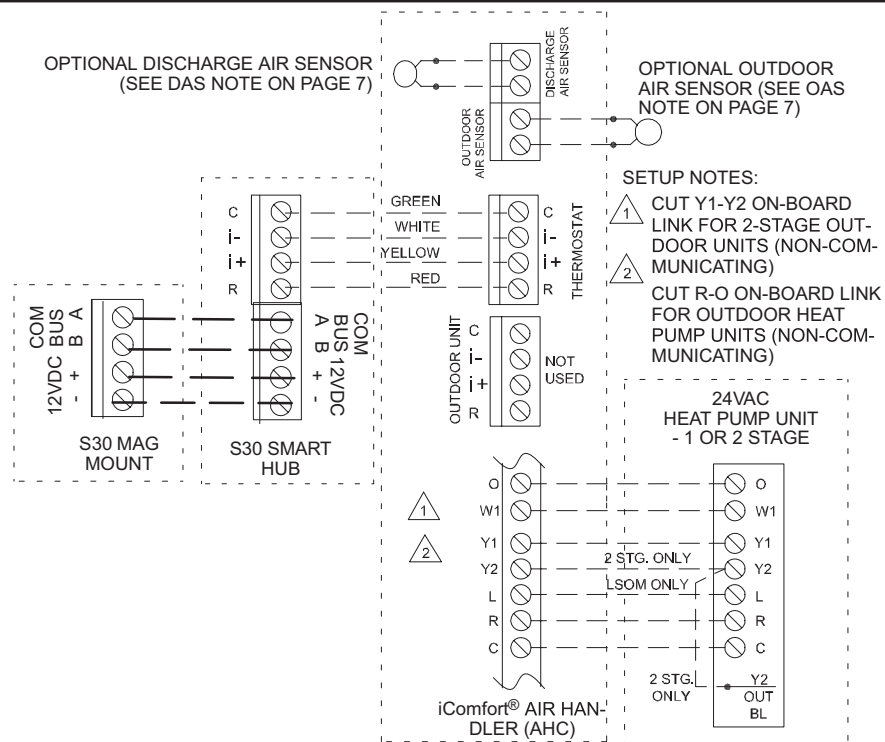 OPTIONAL DISCHARGE AIR SENSOR
(SEE DAS NOTE ON PAGE 7)
DISCHARGE
AIR SENSOR
OUTDOOR
AIR SENSOR
OPTIONAL OUTDOOR
AIR SENSOR (SEE OAS
NOTE ON PAGE 7)
SETUP NOTES:
1
CUT Y1-Y2 ON-BOARD
LINK FOR 2-STAGE OUT-
DOOR UNITS (NON-COM-
MUNICATING)
2
CUT R-O ON-BOARD LINK
FOR OUTDOOR HEAT
PUMP UNITS (NON-COM-
MUNICATING)
C
i-
i+
R
GREEN
WHITE
YELLOW
RED
C
i-
i+
R
THERMOSTAT
COM
BUS
12VDC
A
B
+
-
S30 MAG
MOUNT
A
B
+
-
COM
BUS 12VDC
S30 SMART
HUB
OUTDOOR UNIT
C
i-
i+
R
NOT
USED
24VAC
HEAT PUMP UNIT
- 1 OR 2 STAGE
1
2
O
W1
Y1
Y2
L
R
C
2 STG. ONLY
LSOM ONLY
2 STG.
ONLY
O
W1
Y1
Y2
L
R
C
Y2
OUT
BL
iComfort® AIR HAN-
DLER (AHC)